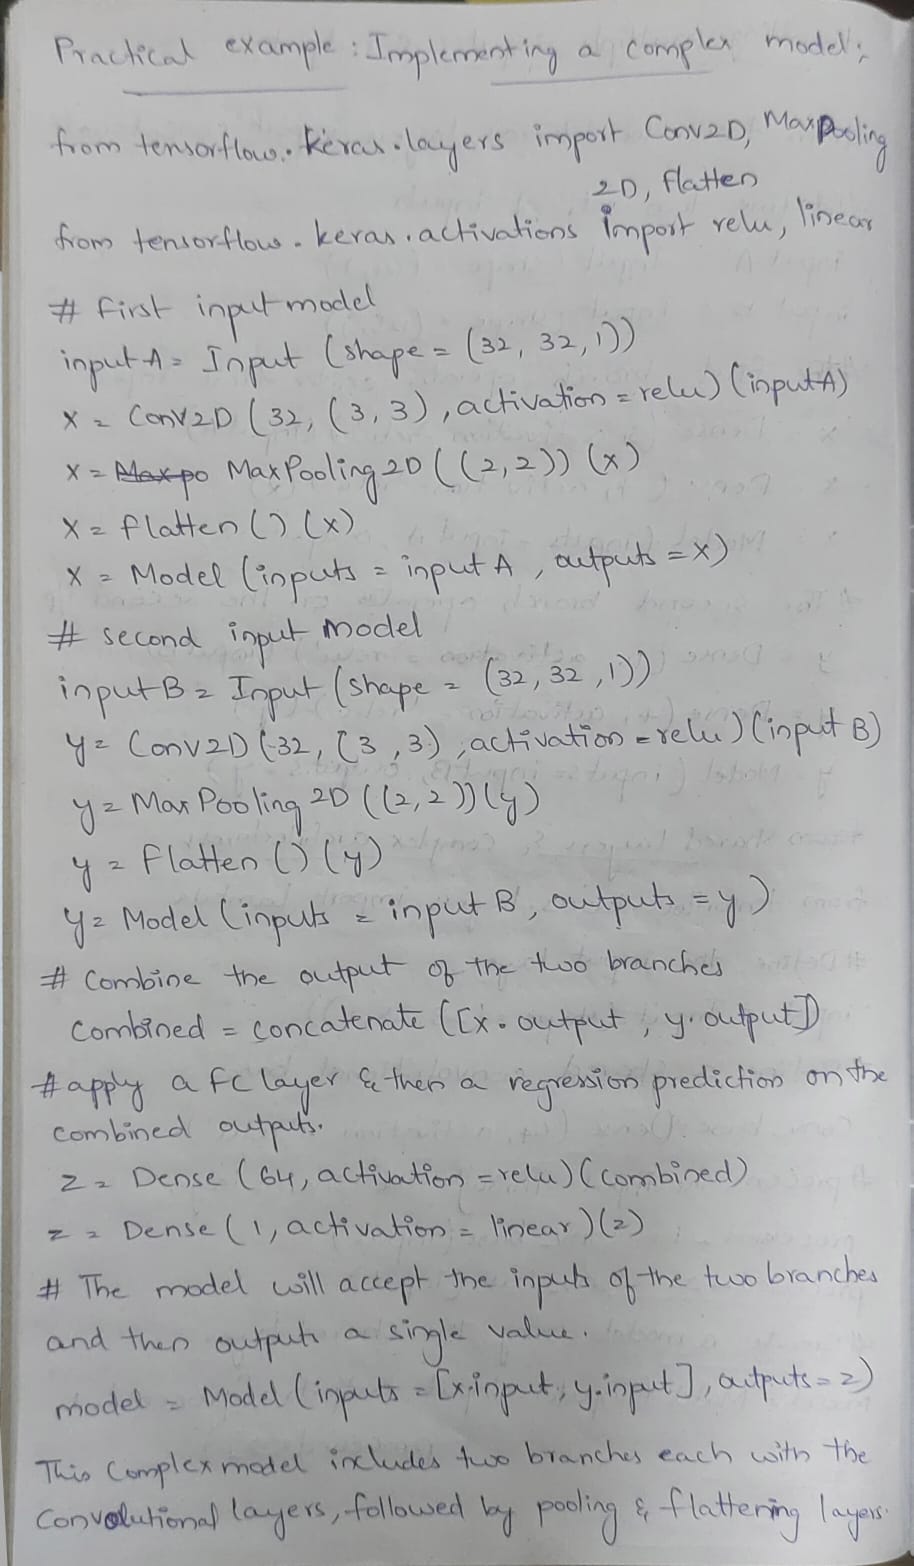 Practical example: Implementing a complex model:
from tensorflow.keras.layers import Conv2D, MaxPooling
2D, flatten
from tensorflow.keras.activations import relu, linear
# first input model
inputA = Input (shape = (32, 32, 1))
x = Conv2D (32, (3, 3), activation = relu) (inputA)
x = Maxpo MaxPooling2D ((2,2)) (x)
x = flatten () (x)
x = Model (inputs = input A, outputs = x)
# second input model
inputB = Input (shape = (32, 32, 1))
y = Conv2D (32, (3, 3), activation = relu) (input B)
y = MaxPooling 2D ((2,2)) (y)
y = flatten () (y)
y = Model (inputs = input B, outputs = y)
# Combine the output of the two branches
Combined = concatenate ([x.output, y.output])
# apply a fc layer & then a regression prediction on the
combined outputs.
z = Dense (64, activation = relu) (combined)
z = Dense (1, activation = linear) (z)
# The model will accept the inputs of the two branches
and then outputs a single value.
model = Model (inputs = [x.input, y.input], outputs = z)
This Complex model includes two branches each with the
Convolutional layers, followed by pooling & flattening layers.